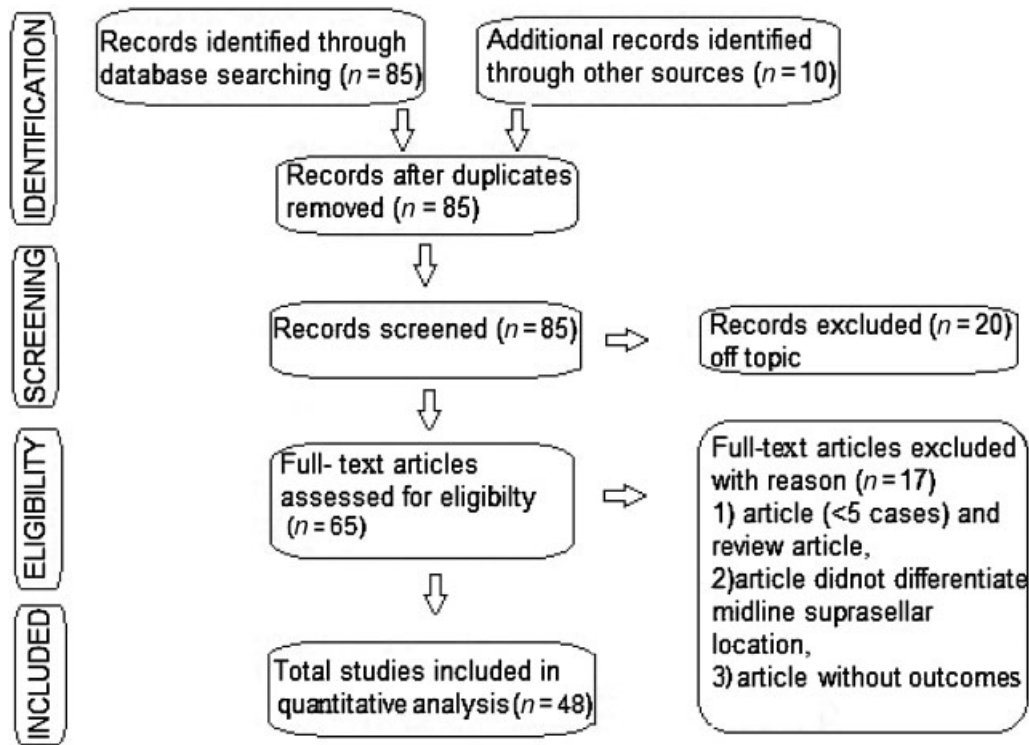 IDENTIFICATION
Records identified through
database searching (n = 85)
Additional records identified
through other sources (n = 10)
Records after duplicates
removed (n = 85)
SCREENING
Records screened (n = 85)
Records excluded (n = 20)
off topic
ELIGIBILITY
Full- text articles
assessed for eligibilty
(n = 65)
Full-text articles excluded
with reason (n = 17)
1) article (<5 cases) and
review article,
2)article didnot differentiate
midline suprasellar
location,
3) article without outcomes
INCLUDED
Total studies included in
quantitative analysis (n = 48)